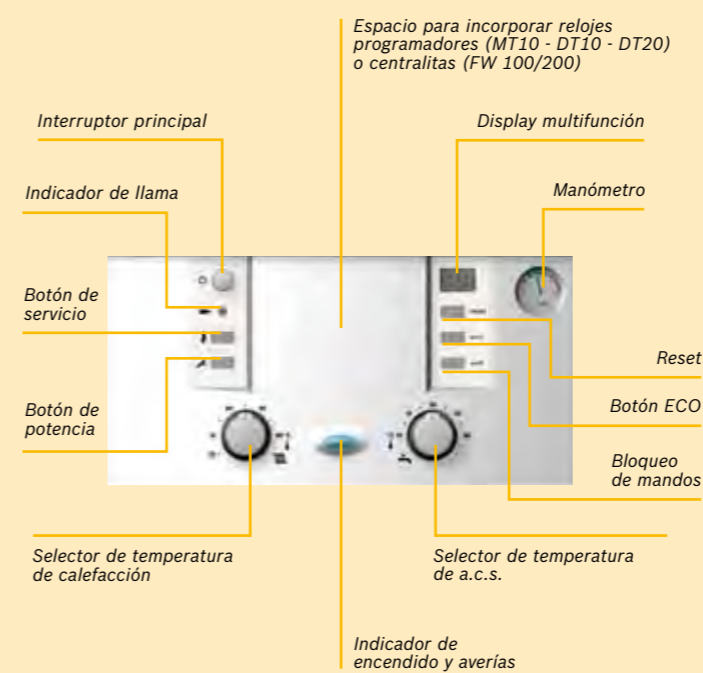 Espacio para incorporar relojes
programadores (MT10 - DT10 - DT20)
o centralitas (FW 100/200)
Interruptor principal
Display multifunción
Indicador de llama
Manómetro
Botón de
servicio
Reset
Botón de
potencia
Botón ECO
Bloqueo
de mandos
Selector de temperatura
de calefacción
Selector de temperatura
de a.c.s.
Indicador de
encendido y averías